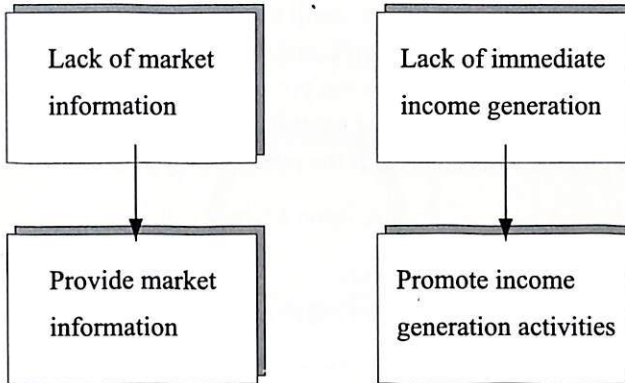 Lack of market
information
Lack of immediate
income generation
Provide market
information
Promote income
generation activities